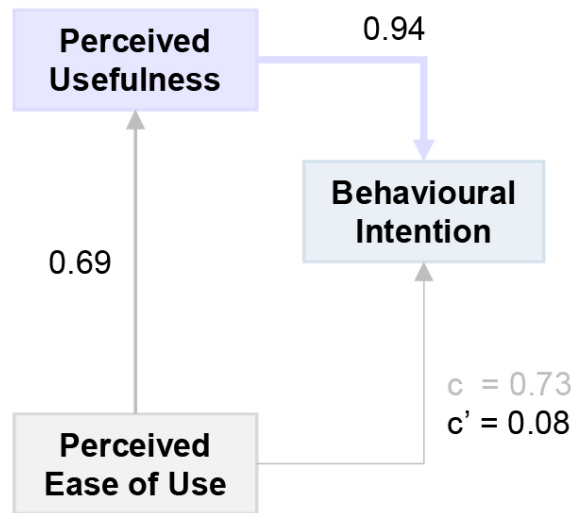 Perceived
Usefulness
0.94
Behavioural
Intention
0.69
c = 0.73
c’ = 0.08
Perceived
Ease of Use